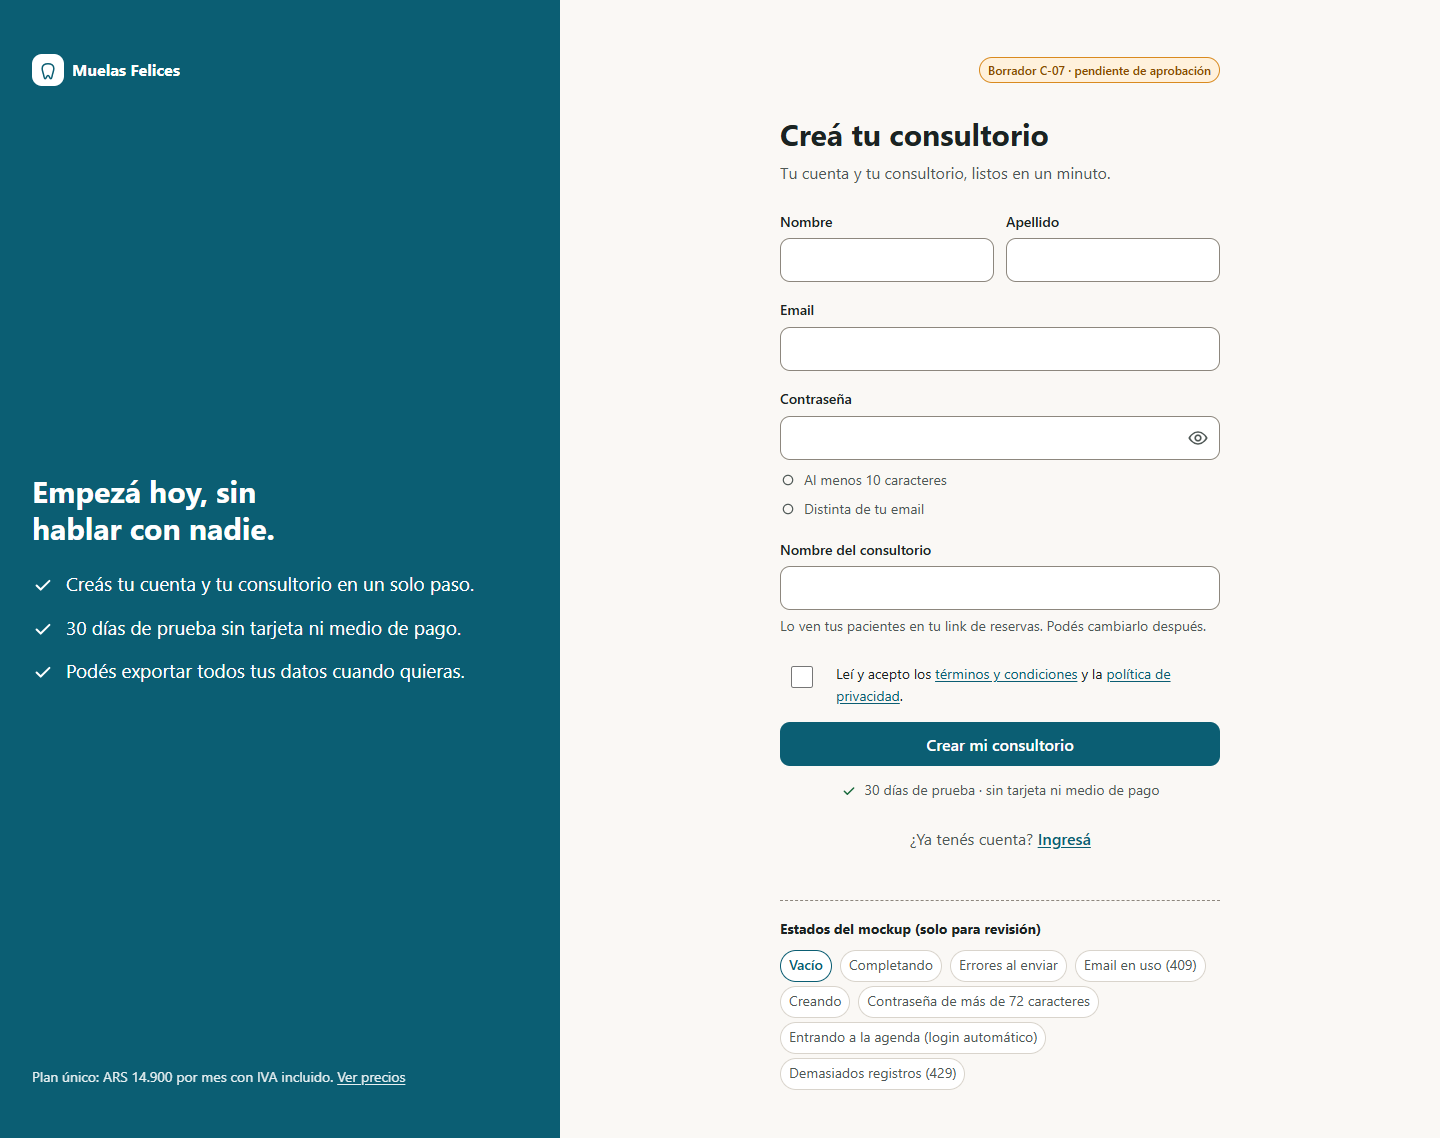 Muelas Felices
Empezá hoy, sin
hablar con nadie.
Creás tu cuenta y tu consultorio en un solo paso.
30 días de prueba sin tarjeta ni medio de pago.
Podés exportar todos tus datos cuando quieras.
Plan único: ARS 14.900 por mes con IVA incluido. Ver precios
Borrador C-07 · pendiente de aprobación
Creá tu consultorio
Tu cuenta y tu consultorio, listos en un minuto.
Nombre
Apellido
Email
Contraseña
Al menos 10 caracteres
Distinta de tu email
Nombre del consultorio
Lo ven tus pacientes en tu link de reservas. Podés cambiarlo después.
Leí y acepto los términos y condiciones y la política de
privacidad.
Crear mi consultorio
30 días de prueba · sin tarjeta ni medio de pago
¿Ya tenés cuenta? Ingresá
Estados del mockup (solo para revisión)
Vacío
Completando
Errores al enviar
Email en uso (409)
Creando
Contraseña de más de 72 caracteres
Entrando a la agenda (login automático)
Demasiados registros (429)